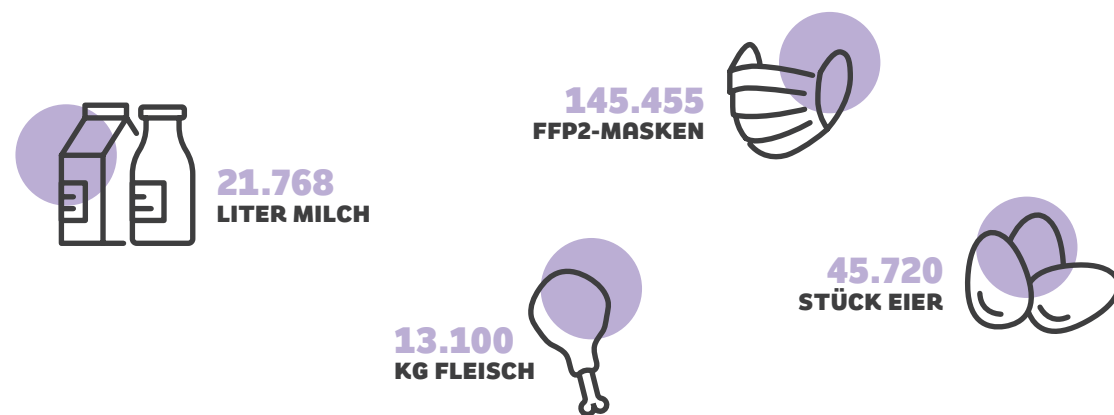 145.455
FFP2-MASKEN
21.768
LITER MILCH
45.720
STÜCK EIER
13.100
KG FLEISCH